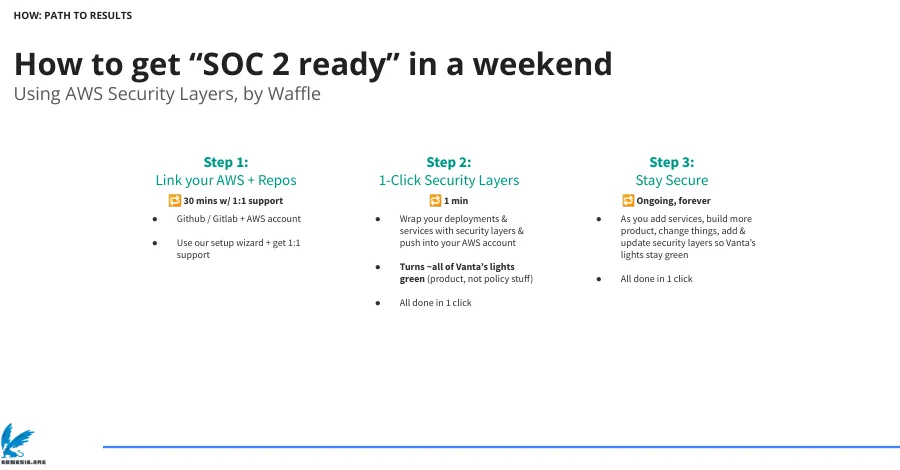 HOW: PATH TO RESULTS
How to get “SOC 2 ready” in a weekend
Using AWS Security Layers, by Waffle
Step 1:
Link your AWS + Repos
🔁 30 mins w/ 1:1 support
● Github / Gitlab + AWS account
● Use our setup wizard + get 1:1
support
Step 2:
1-Click Security Layers
🔁 1 min
● Wrap your deployments &
services with security layers &
push into your AWS account
● Turns ~all of Vanta’s lights
green (product, not policy stuff)
● All done in 1 click
Step 3:
Stay Secure
🔁 Ongoing, forever
● As you add services, build more
product, change things, add &
update security layers so Vanta’s
lights stay green
● All done in 1 click